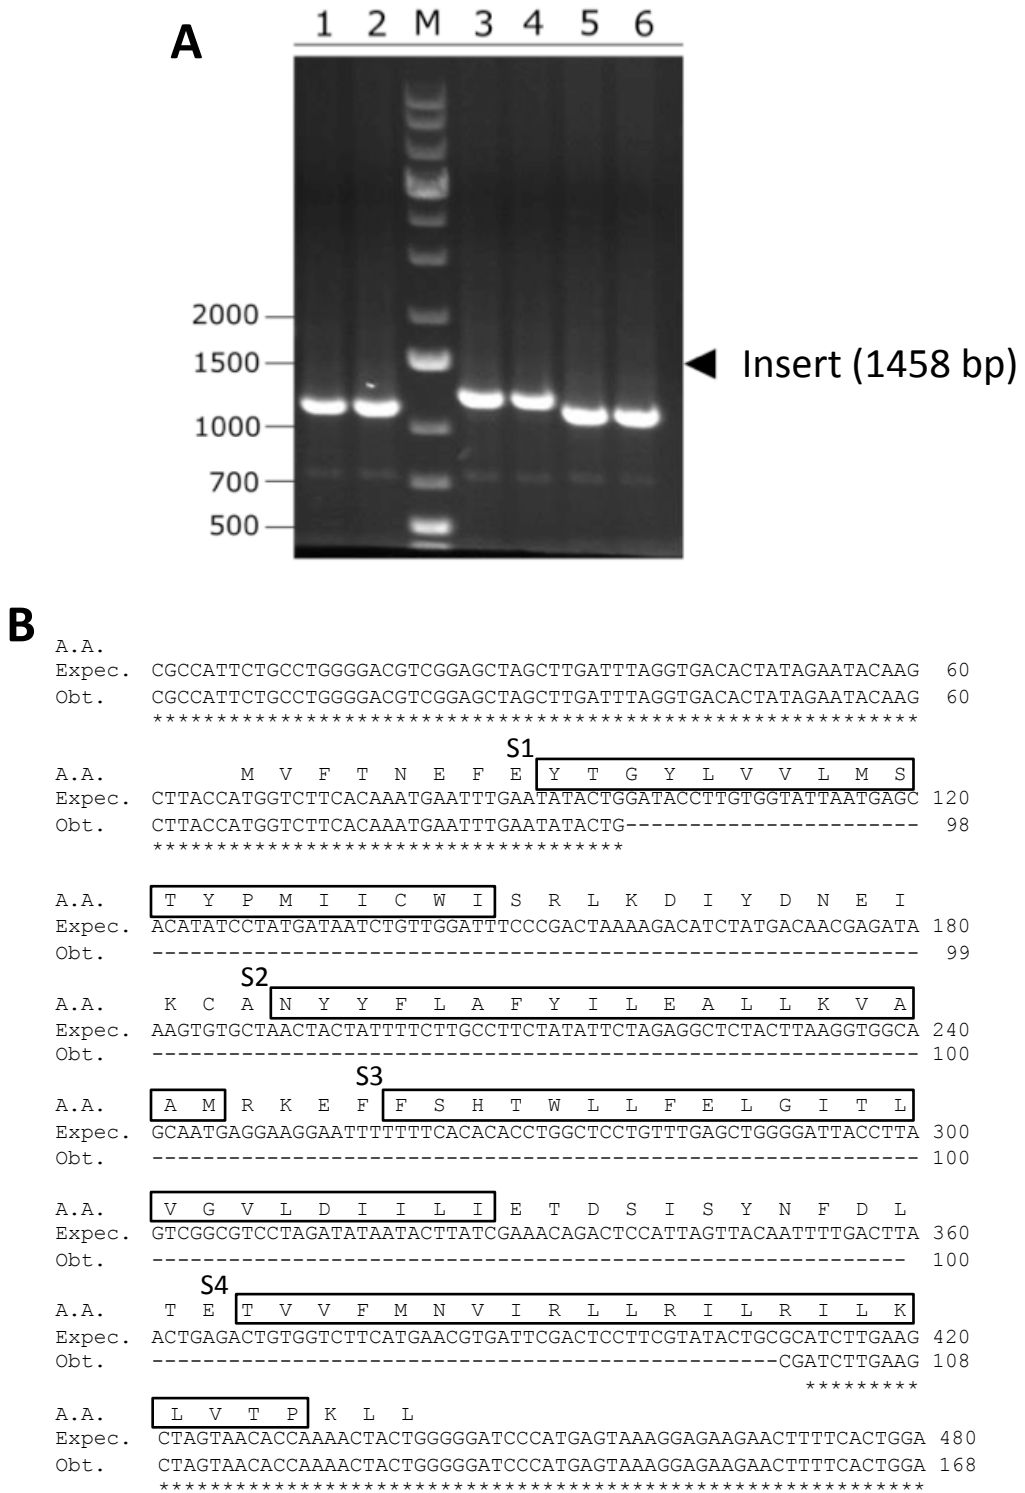 A
1 2 M 3 4 5 6
2000
1500
Insert (1458 bp)
1000
700
500
B
A.A.
Expec. CGCCATTCTGCCTGGGGACGTCGGAGCTAGCTTGATTTAGGTGACACTATAGAATACAAG 60
Obt. CGCCATTCTGCCTGGGGACGTCGGAGCTAGCTTGATTTAGGTGACACTATAGAATACAAG 60
************************************************************
S1
A.A. M V F T N E F E Y T G Y L V V L M S
Expec. CTTACCATGGTCTTCACAAATGAATTTGAATATACTGGATACCTTGTGGTATTAATGAGC 120
Obt. CTTACCATGGTCTTCACAAATGAATTTGAATATACTG----------------------- 98
*************************************
A.A. T Y P M I I C W I S R L K D I Y D N E I
Expec. ACATATCCTATGATAATCTGTTGGATTTCCCGACTAAAAGACATCTATGACAACGAGATA 180
Obt. ------------------------------------------------------------ 99
S2
A.A. K C A N Y Y F L A F Y I L E A L L K V A
Expec. AAGTGTGCTAACTACTATTTTCTTGCCTTCTATATTCTAGAGGCTCTACTTAAGGTGGCA 240
Obt. ------------------------------------------------------------ 100
S3
A.A. A M R K E F F S H T W L L F E L G I T L
Expec. GCAATGAGGAAGGAATTTTTTTCACACACCTGGCTCCTGTTTGAGCTGGGGATTACCTTA 300
Obt. ------------------------------------------------------------ 100
A.A. V G V L D I I L I E T D S I S Y N F D L
Expec. GTCGGCGTCCTAGATATAATACTTATCGAAACAGACTCCATTAGTTACAATTTTGACTTA 360
Obt. ----------------------------------------------------------- 100
S4
A.A. T E T V V F M N V I R L L R I L R I L K
Expec. ACTGAGACTGTGGTCTTCATGAACGTGATTCGACTCCTTCGTATACTGCGCATCTTGAAG 420
Obt. -------------------------------------------------CGATCTTGAAG 108
*********
A.A. L V T P K L L
Expec. CTAGTAACACCAAAACTACTGGGGGATCCCATGAGTAAAGGAGAAGAACTTTTCACTGGA 480
Obt. CTAGTAACACCAAAACTACTGGGGGATCCCATGAGTAAAGGAGAAGAACTTTTCACTGGA 168
************************************************************